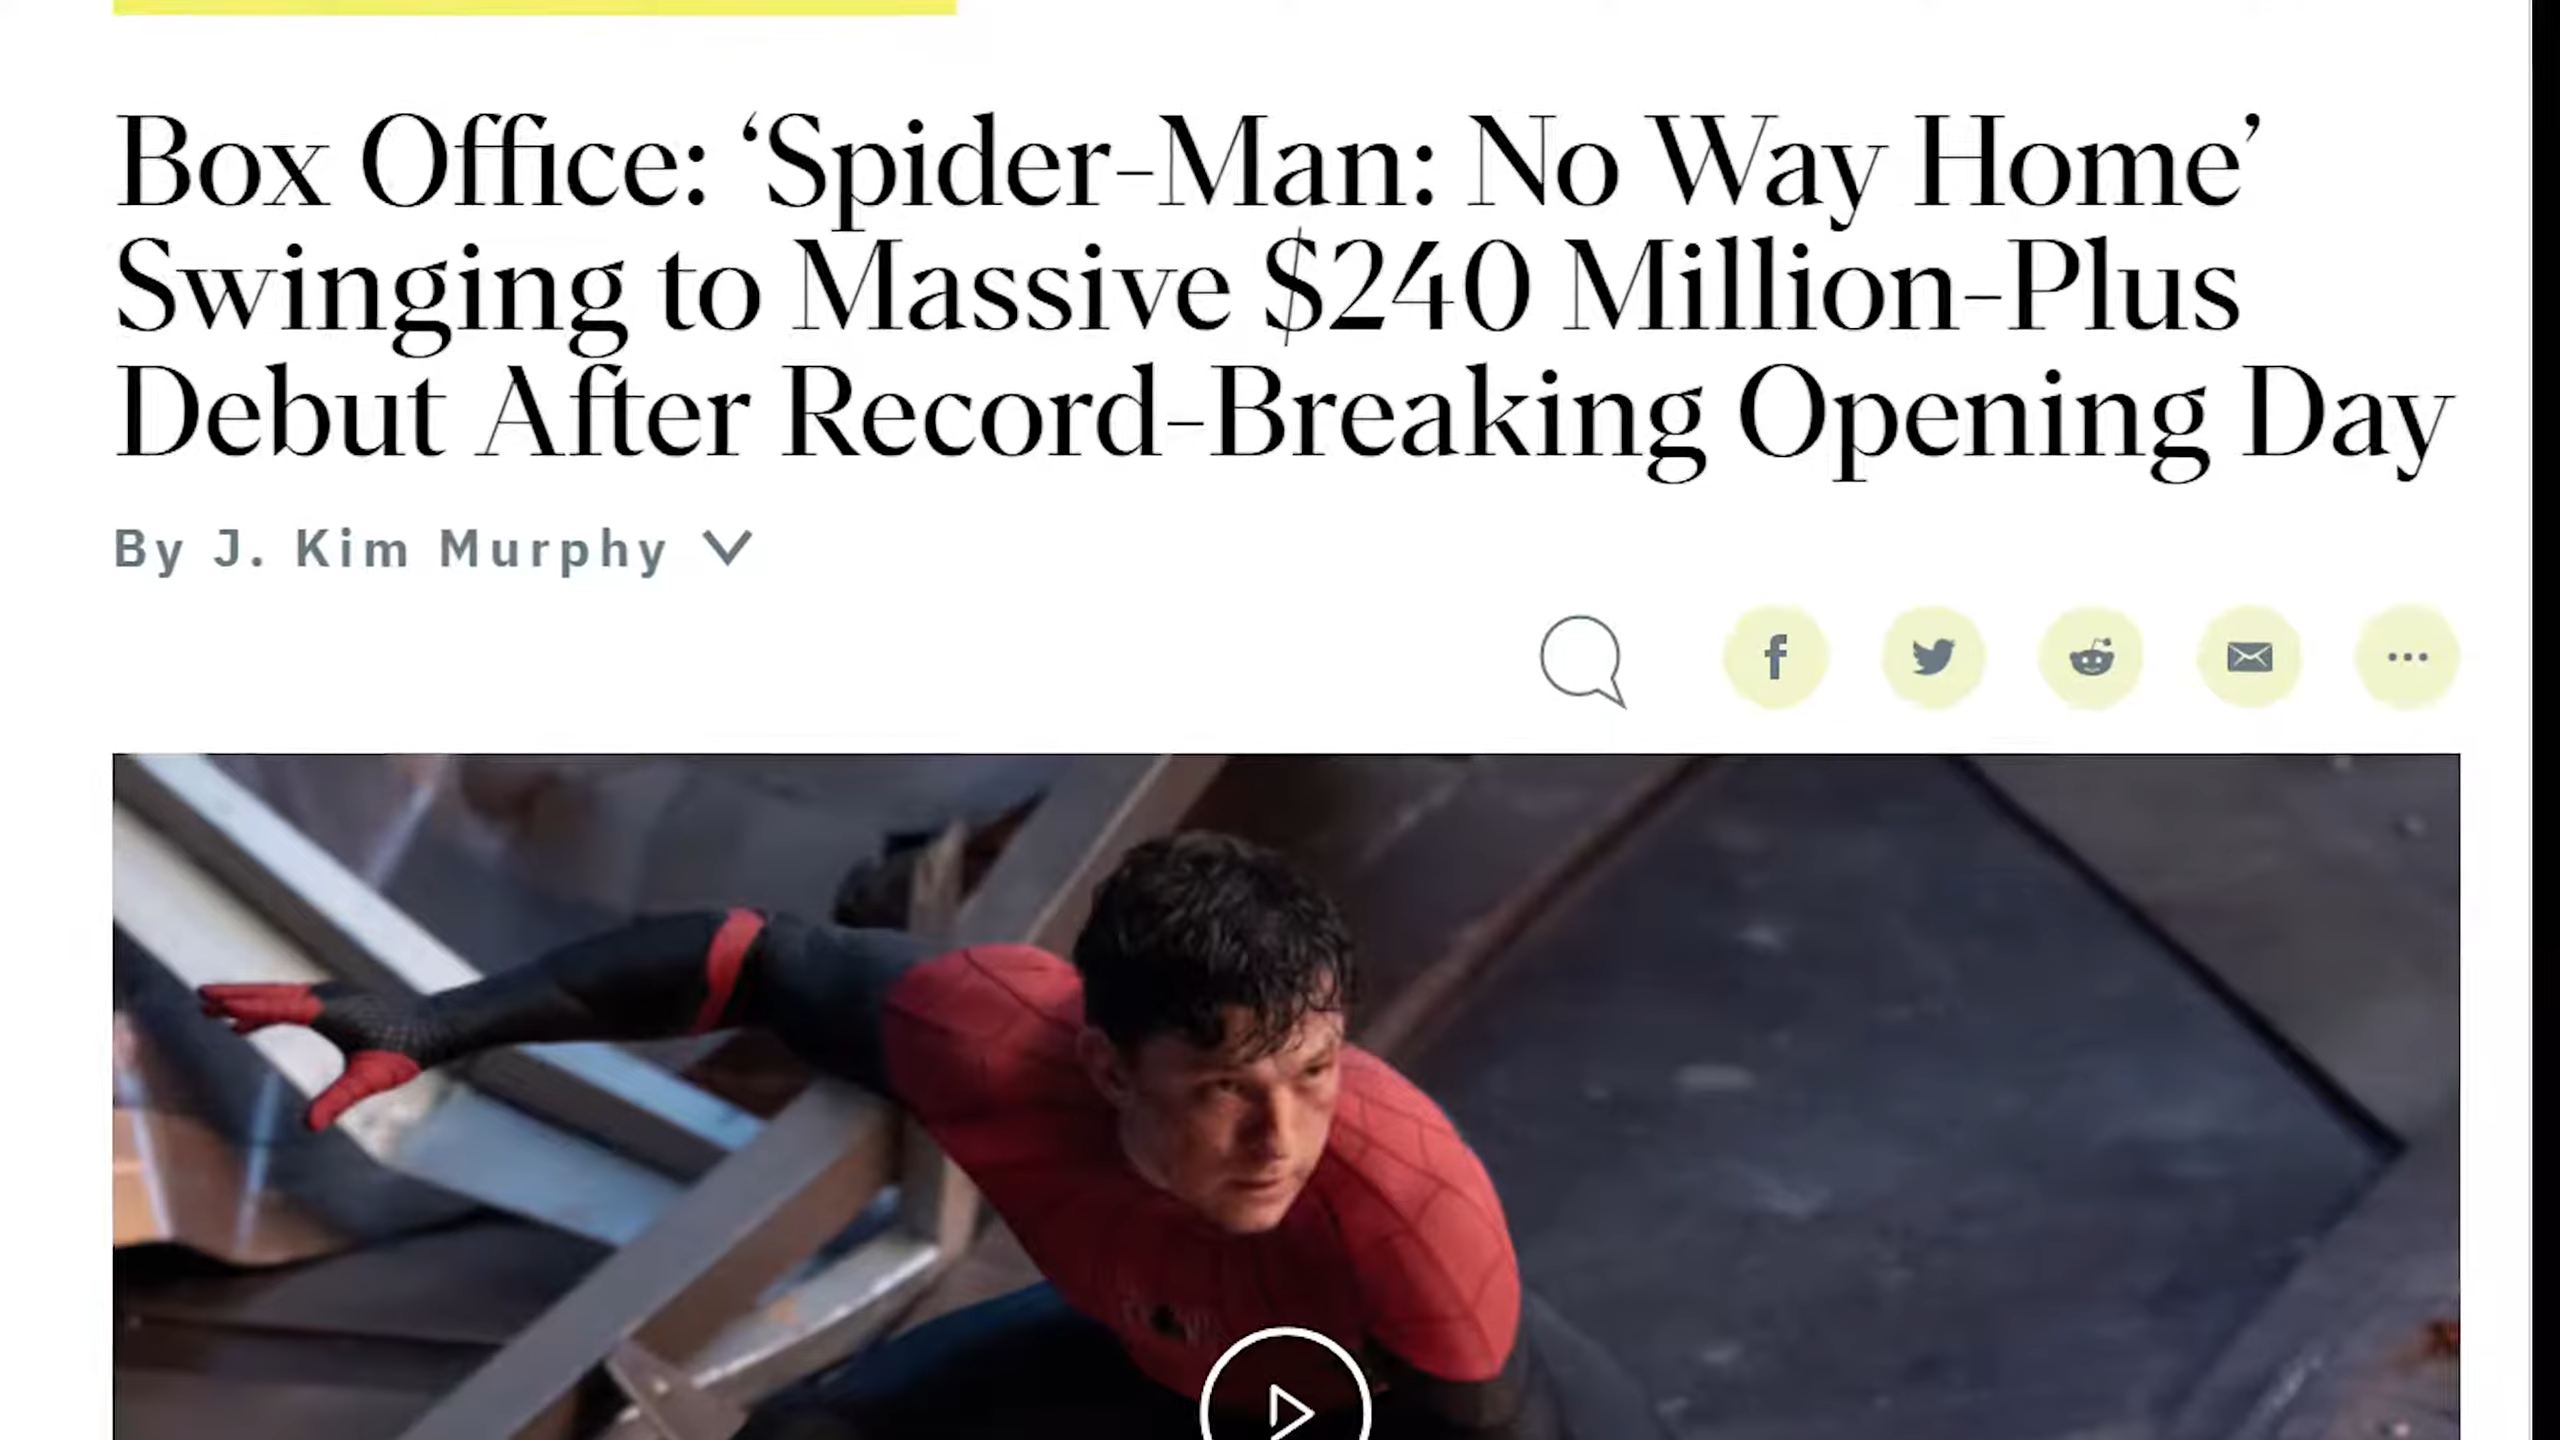 Box Office: ‘Spider-Man: No Way Home’
Swinging to Massive $240 Million-Plus
Debut After Record-Breaking Opening Day
By J. Kim Murphy